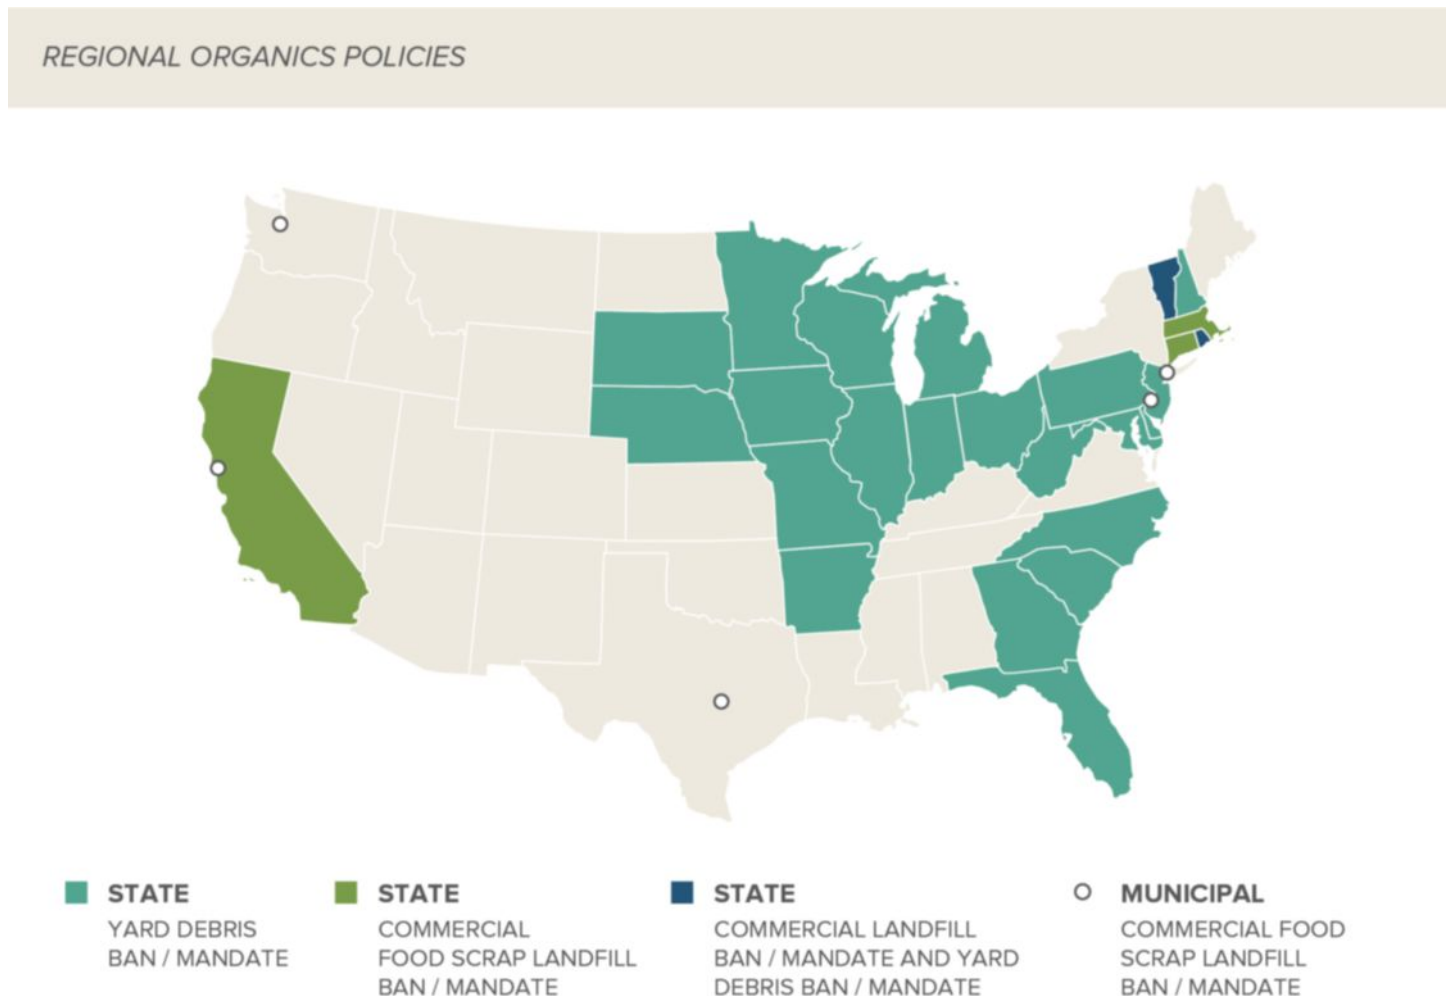 REGIONAL ORGANICS POLICIES
STATE
YARD DEBRIS
BAN / MANDATE
STATE
COMMERCIAL
FOOD SCRAP LANDFILL
BAN / MANDATE
STATE
COMMERCIAL LANDFILL
BAN / MANDATE AND YARD
DEBRIS BAN / MANDATE
MUNICIPAL
COMMERCIAL FOOD
SCRAP LANDFILL
BAN / MANDATE